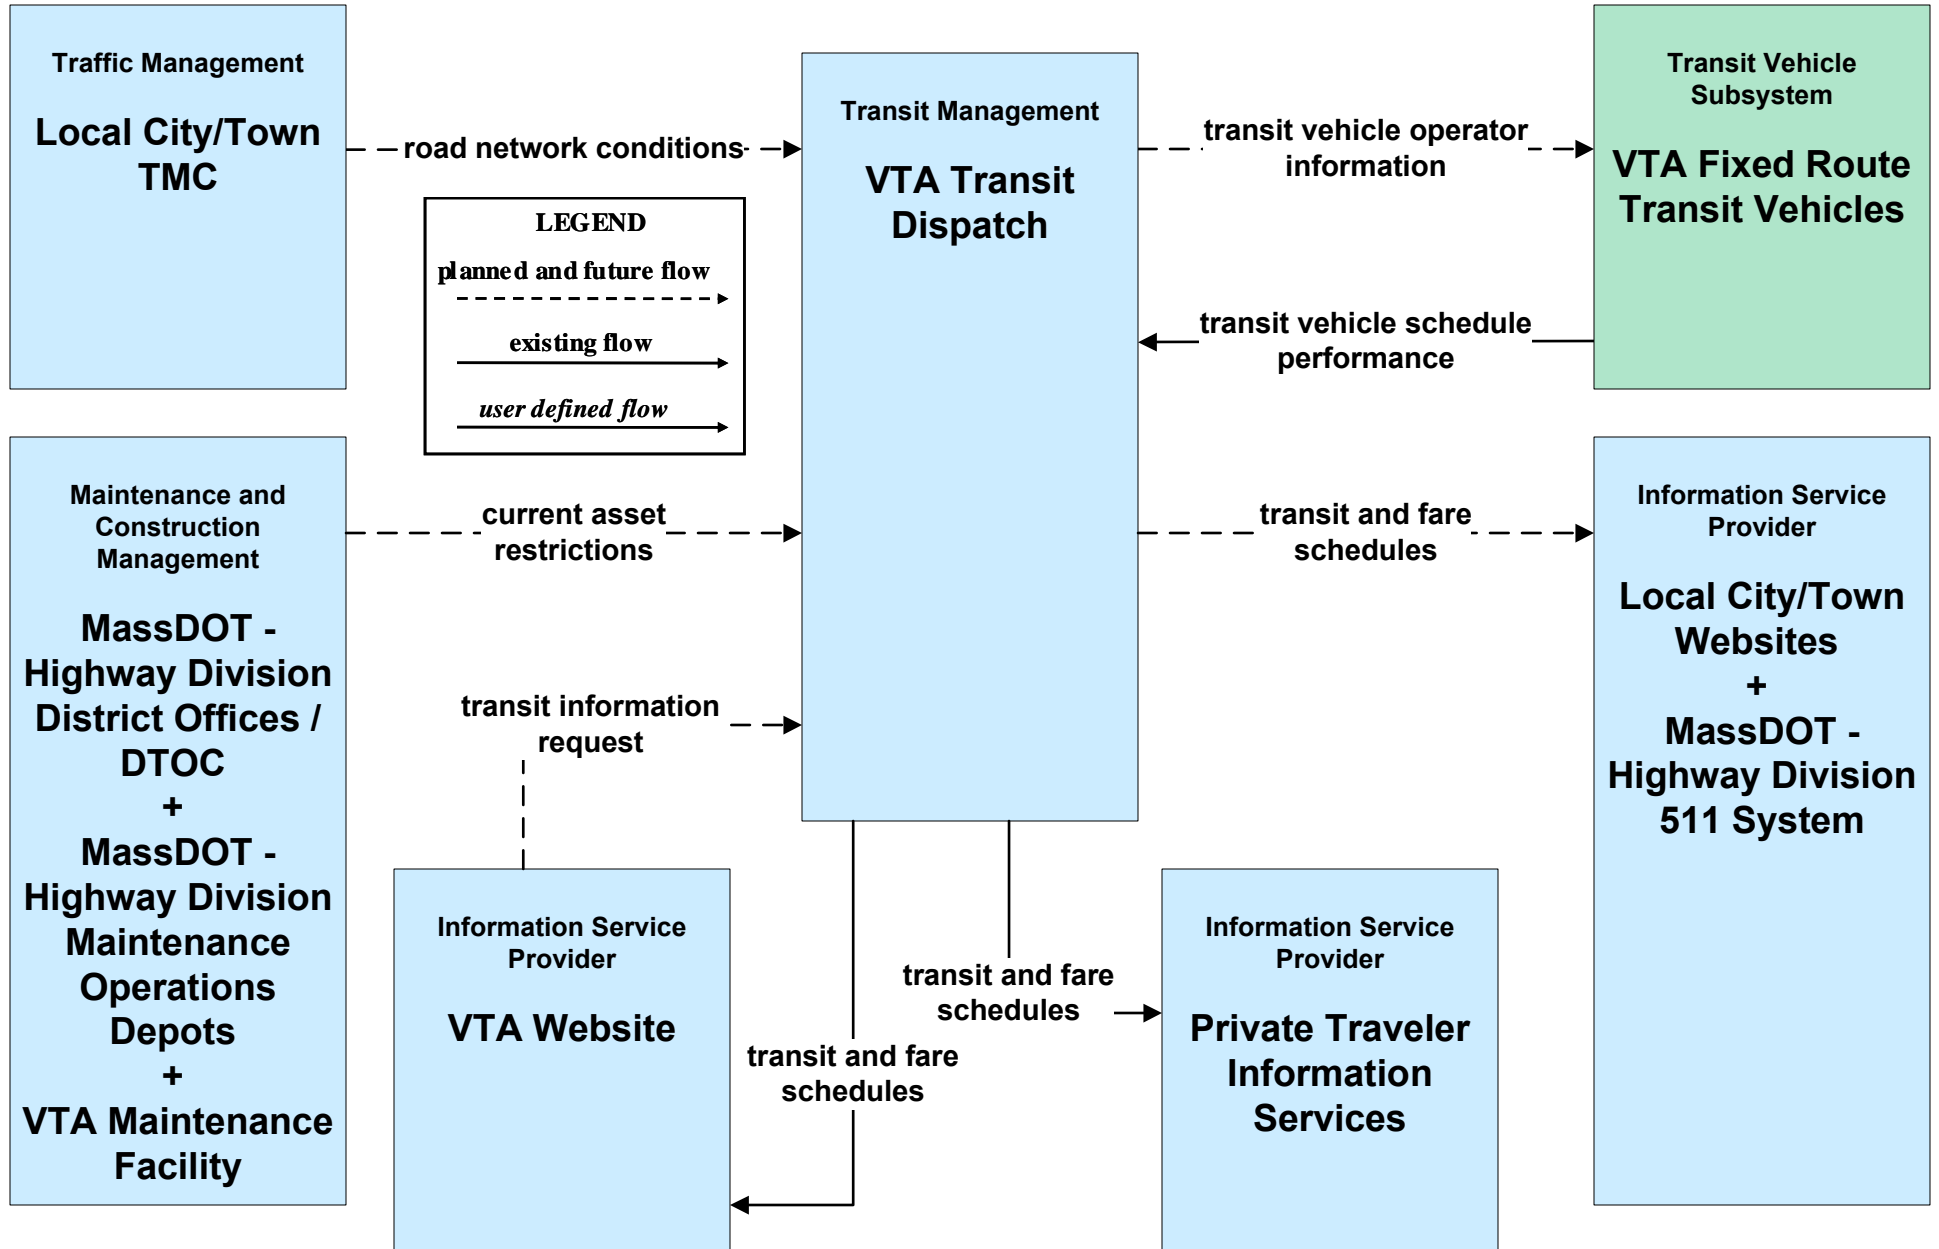 Traffic Management
Local City/Town
TMC
road network conditions
LEGEND
planned and future flow
existing flow
user defined flow
Transit Management
VTA Transit
Dispatch
transit vehicle operator
information
Transit Vehicle
Subsystem
VTA Fixed Route
Transit Vehicles
transit vehicle schedule
performance
Maintenance and
Construction
Management
MassDOT -
Highway Division
District Offices /
DTOC
+
MassDOT -
Highway Division
Maintenance
Operations
Depots
+
VTA Maintenance
Facility
current asset
restrictions
transit and fare
schedules
Information Service
Provider
Local City/Town
Websites
+
MassDOT -
Highway Division
511 System
transit information
request
Information Service
Provider
VTA Website
transit and fare
schedules
transit and fare
schedules
Information Service
Provider
Private Traveler
Information
Services